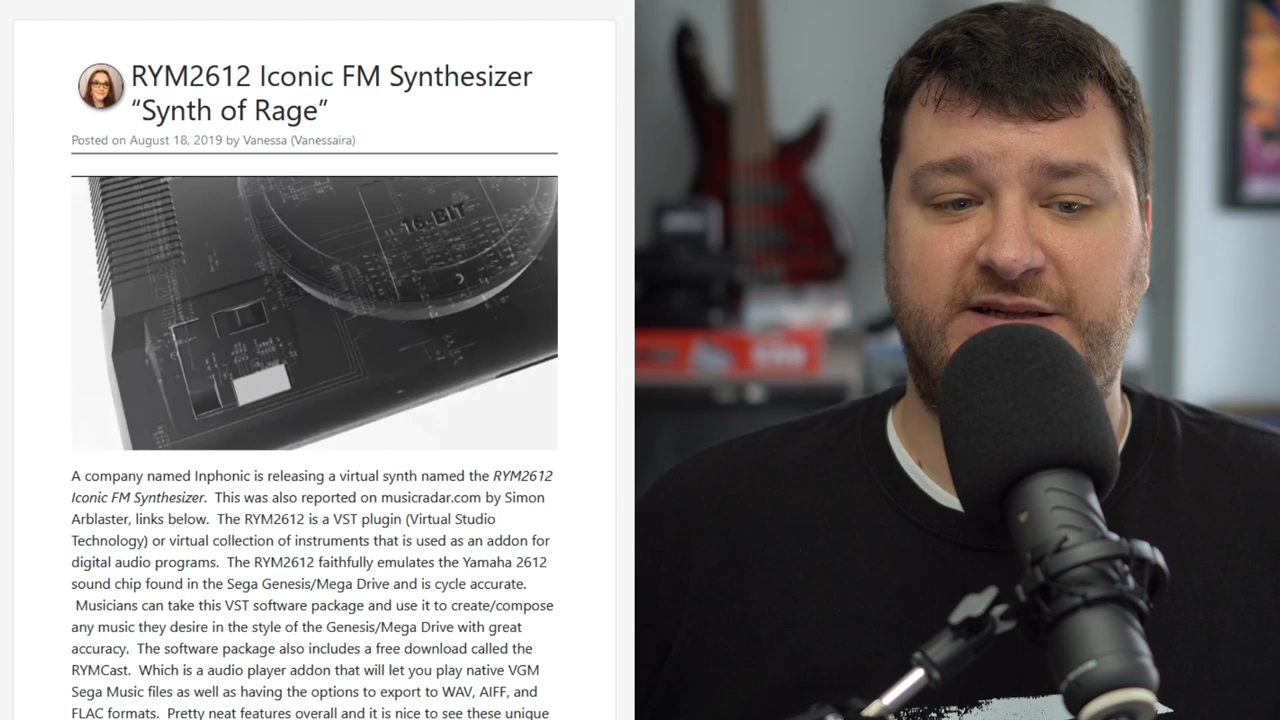 RYM2612 Iconic FM Synthesizer
“Synth of Rage”
Posted on August 18, 2019 by Vanessa (Vanessaira)
16-BIT
A company named Inphonic is releasing a virtual synth named the RYM2612
Iconic FM Synthesizer.  This was also reported on musicradar.com by Simon
Arblaster, links below.  The RYM2612 is a VST plugin (Virtual Studio
Technology) or virtual collection of instruments that is used as an addon for
digital audio programs.  The RYM2612 faithfully emulates the Yamaha 2612
sound chip found in the Sega Genesis/Mega Drive and is cycle accurate.
Musicians can take this VST software package and use it to create/compose
any music they desire in the style of the Genesis/Mega Drive with great
accuracy.  The software package also includes a free download called the
RYMCast.  Which is a audio player addon that will let you play native VGM
Sega Music files as well as having the options to export to WAV, AIFF, and
FLAC formats.  Pretty neat features overall and it is nice to see these unique